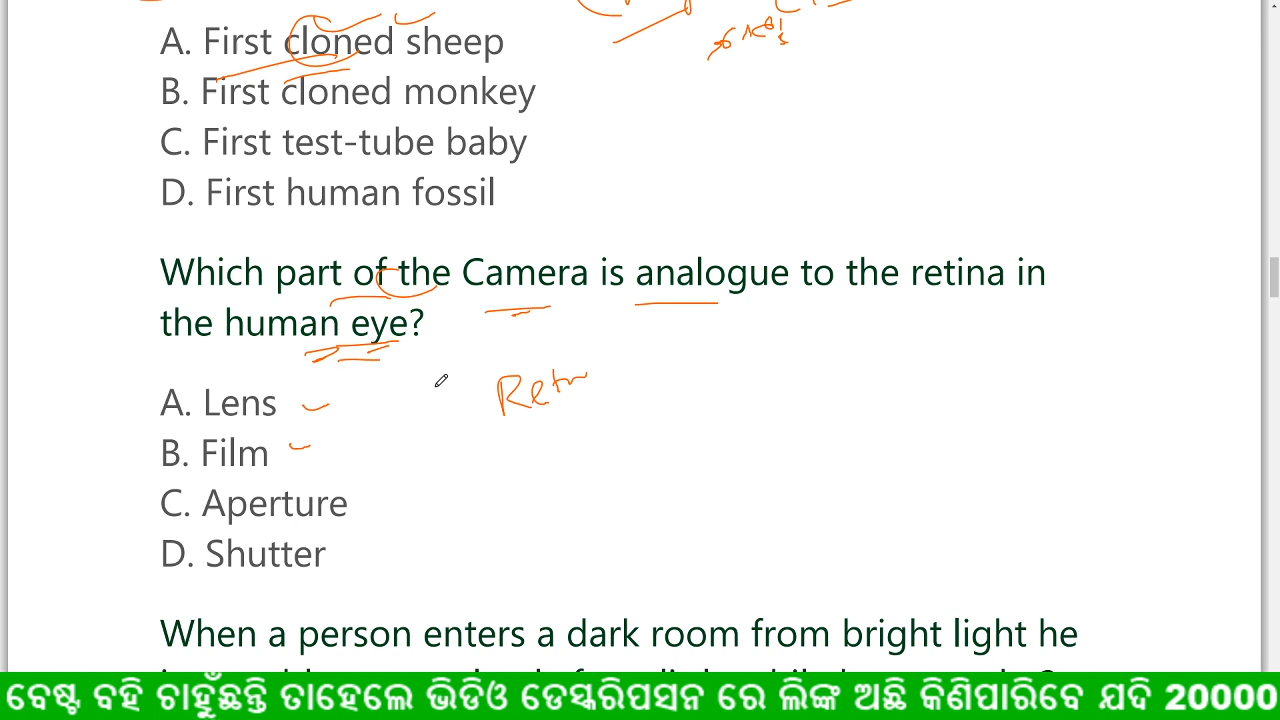 A. First cloned sheep
B. First cloned monkey
C. First test-tube baby
D. First human fossil
Which part of the Camera is analogue to the retina in
the human eye?
Retin
A. Lens
B. Film
C. Aperture
D. Shutter
When a person enters a dark room from bright light he
ବେଷ୍ଟ ବହି ଚାହୁଁଛନ୍ତି ତାହେଲେ ଭିଡିଓ ଡେସ୍କରିପସନ ରେ ଲିଙ୍କ ଅଛି କିଣିପାରିବେ ଯଦି 20000